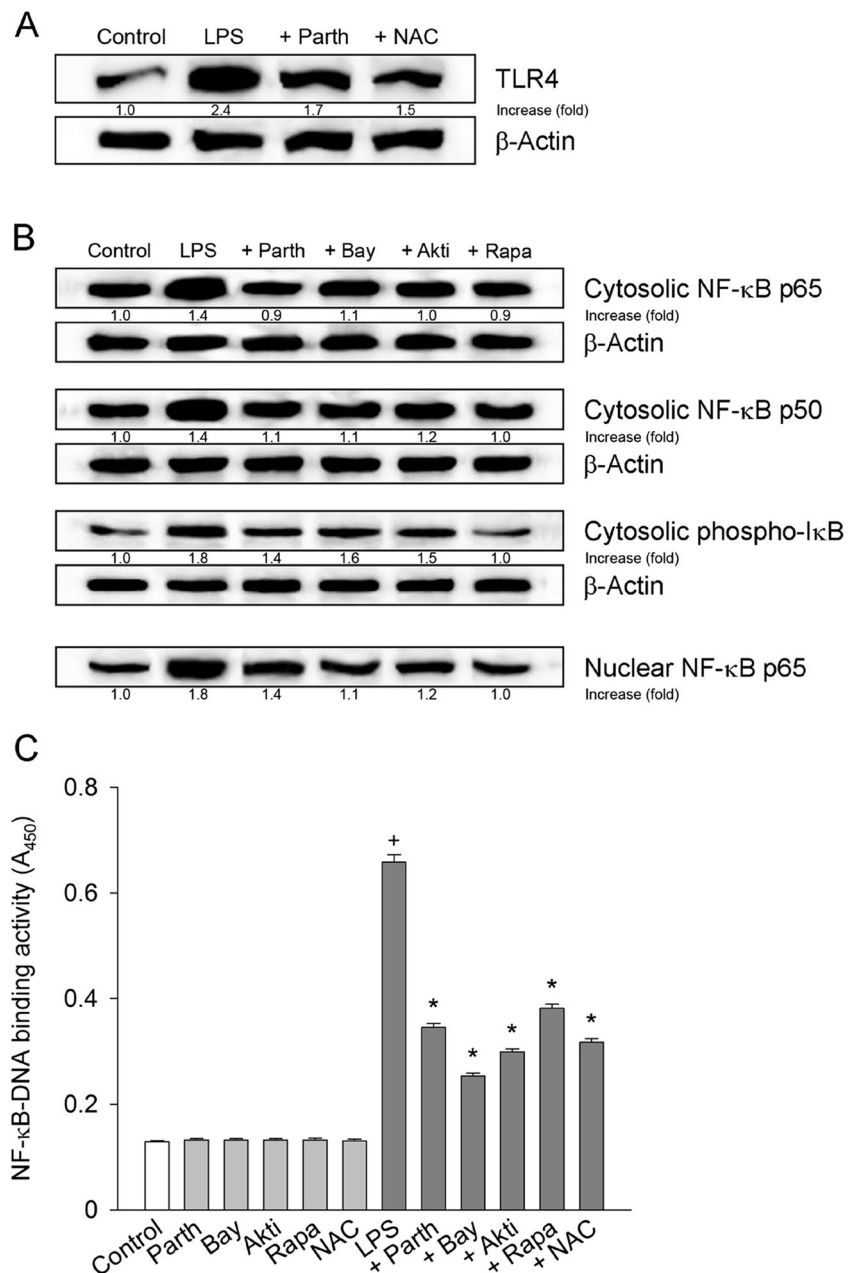 A
Control LPS + Parth + NAC
TLR4
1.0 2.4 1.7 1.5 Increase (fold)
β-Actin
B
Control LPS + Parth + Bay + Akti + Rapa
Cytosolic NF-κB p65
1.0 1.4 0.9 1.1 1.0 0.9 Increase (fold)
β-Actin
Cytosolic NF-κB p50
1.0 1.4 1.1 1.1 1.2 1.0 Increase (fold)
β-Actin
Cytosolic phospho-IκB
1.0 1.8 1.4 1.6 1.5 1.0 Increase (fold)
β-Actin
Nuclear NF-κB p65
1.0 1.8 1.4 1.1 1.2 1.0 Increase (fold)
C
NF-κB-DNA binding activity (A450)
0.8
0.6
0.4
0.2
0
+
*
*
*
*
*
Control Parth Bay Akti Rapa NAC LPS + Parth + Bay + Akti + Rapa + NAC